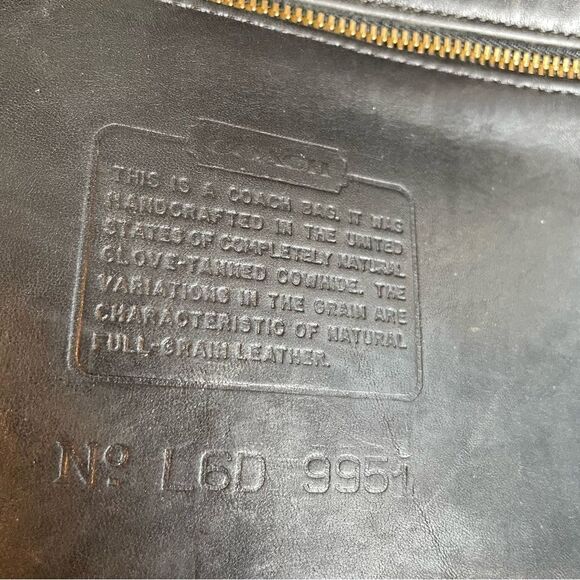 COACH
THIS IS A COACH BAG. IT WAS
HANDCRAFTED IN THE UNITED
STATES OF COMPLETELY NATURAL
GLOVE-TANNED COWHIDE. THE
VARIATIONS IN THE GRAIN ARE
CHARACTERISTIC OF NATURAL
FULL-GRAIN LEATHER.
Nº L6D 9951